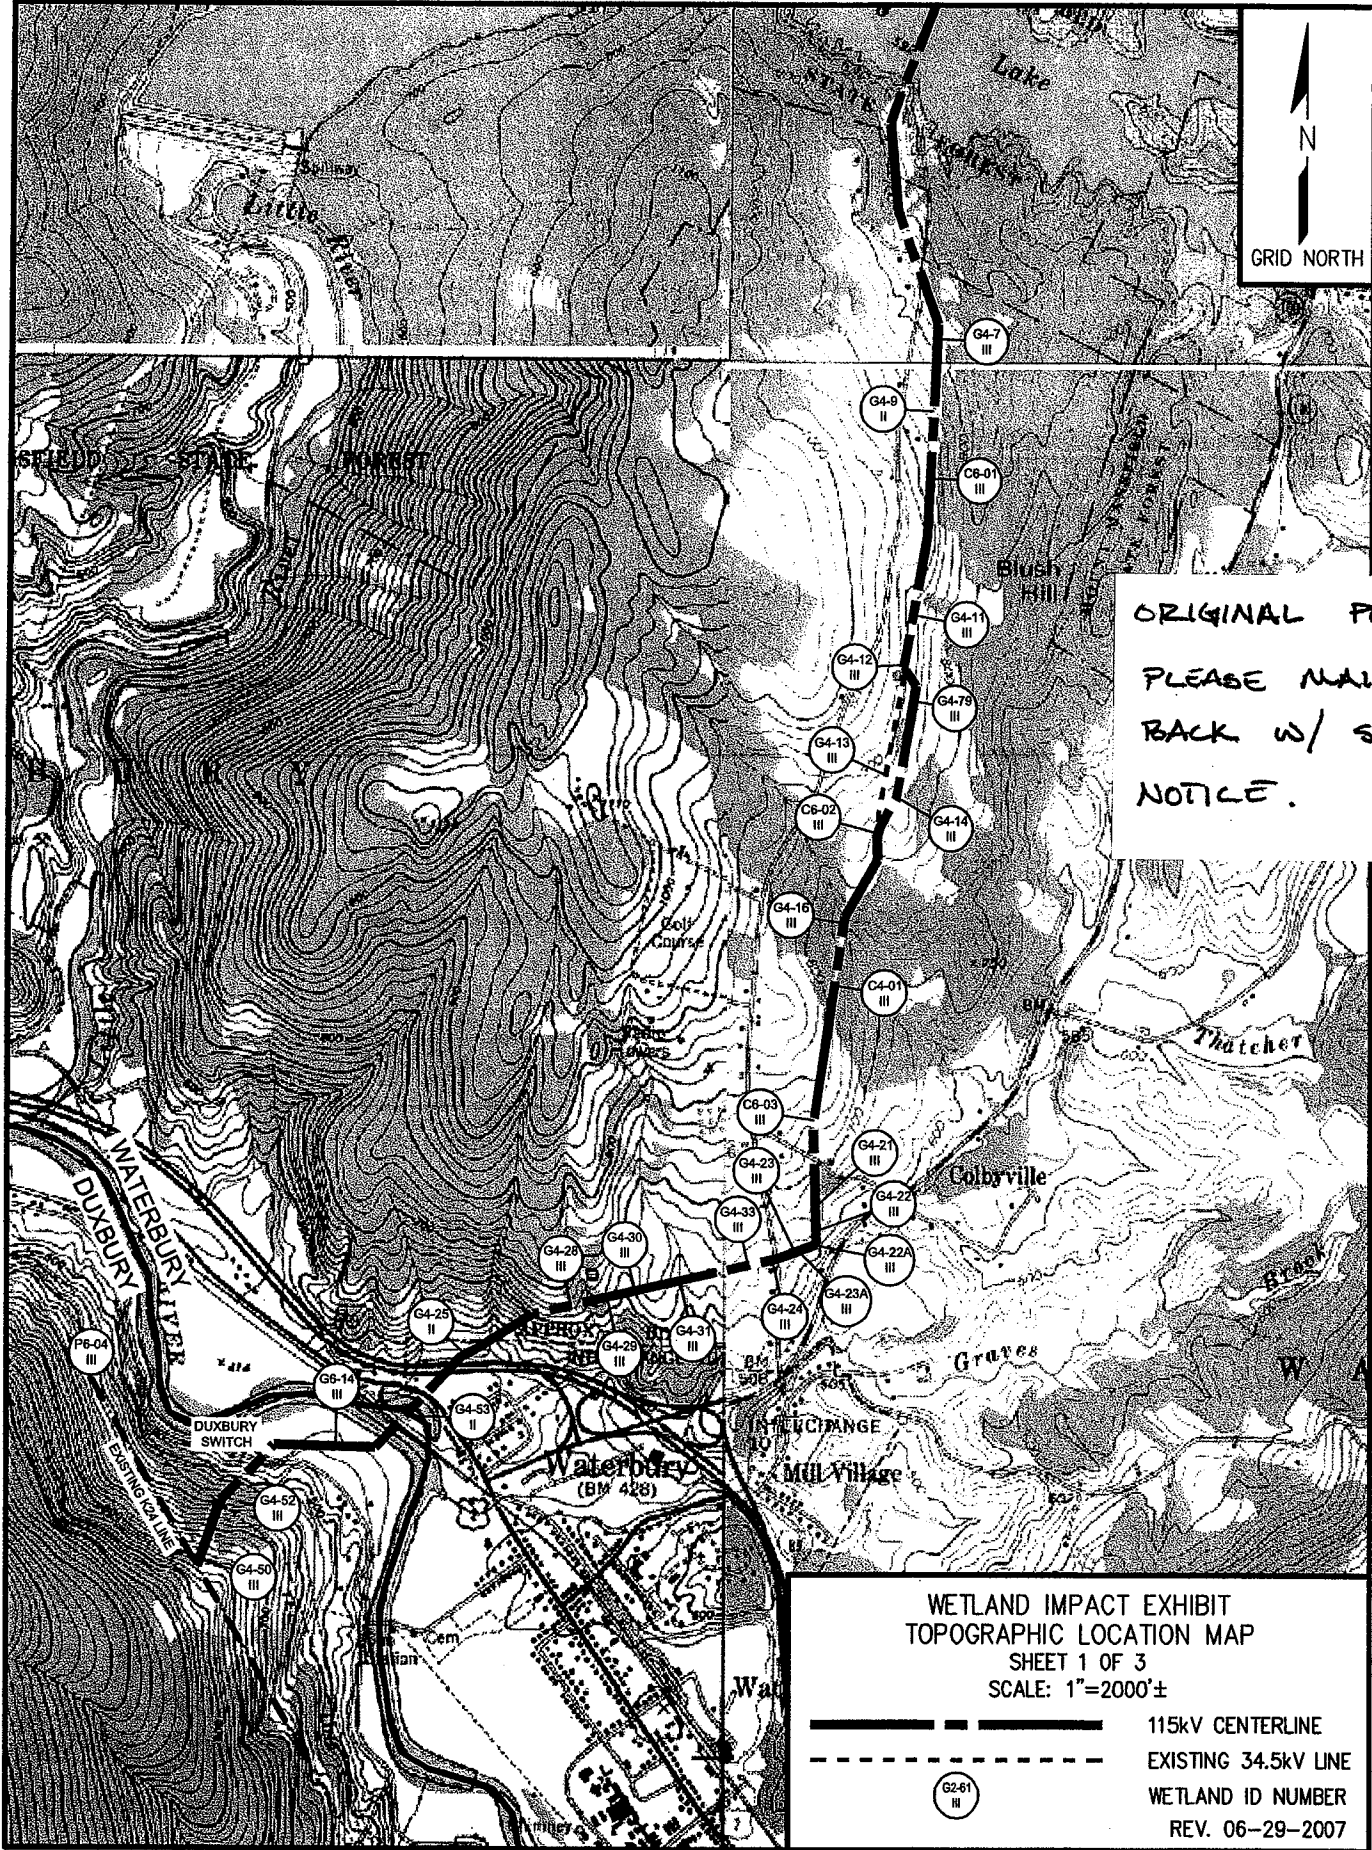 Lake
STATE
FOREST
N
GRID NORTH
Spillway
Little
River
G4-7
III
G4-9
II
STATE FOREST
C6-01
III
Blush
Hill
G4-11
III
ORIGINAL
PLEASE
BACK W/
NOTICE.
G4-12
III
G4-79
III
G4-13
III
C6-02
III
G4-14
III
G4-16
III
Golf
Course
C4-01
III
Thatcher
C6-03
III
G4-21
III
G4-23
III
Colbyville
G4-22
III
G4-33
III
G4-30
III
G4-28
III
G4-22A
III
G4-23A
III
Brook
WATERBURY
DUXBURY
RIVER
G4-25
II
G4-24
III
G4-31
III
G4-29
III
APPROX
P6-04
III
Graves
W
G6-14
III
G4-53
II
DUXBURY
SWITCH
INTERCHANGE
10
Waterbury
(BM 428)
Mill Village
EXISTING K24 LINE
G4-52
III
G4-50
III
Cem
WETLAND IMPACT EXHIBIT
TOPOGRAPHIC LOCATION MAP
SHEET 1 OF 3
SCALE: 1"=2000'±
115kV CENTERLINE
EXISTING 34.5kV LINE
G2-61
III
WETLAND ID NUMBER
REV. 06-29-2007